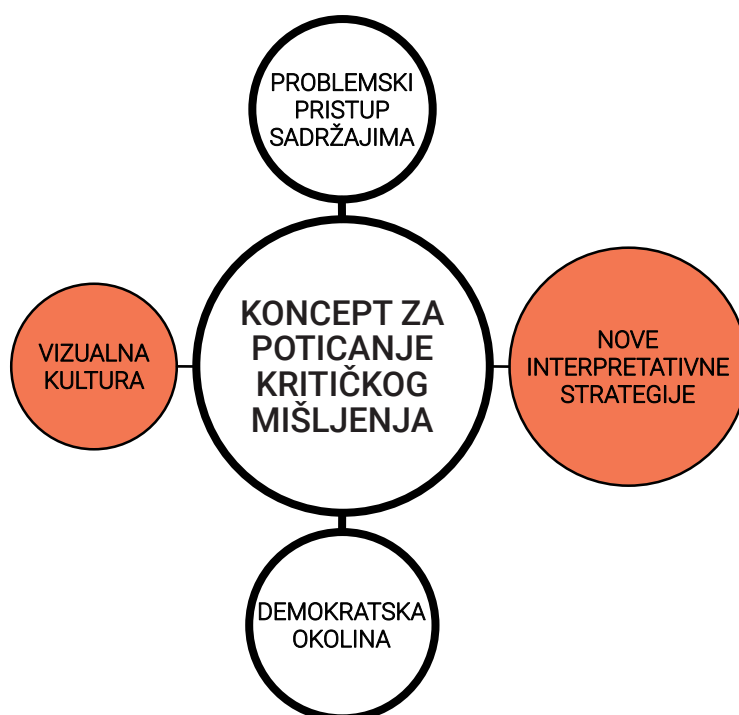 PROBLEMSKI
PRISTUP
SADRŽAJIMA
KONCEPT ZA
POTICANJE
KRITIČKOG
MIŠLJENJA
VIZUALNA
KULTURA
NOVE
INTERPRETATIVNE
STRATEGIJE
DEMOKRATSKA
OKOLINA